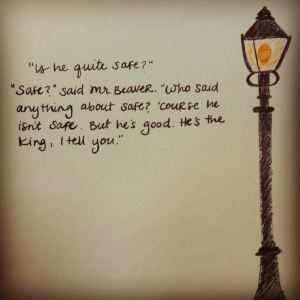 "Is he quite safe?"
"Safe?" said Mr. Beaver. "Who said
anything about safe? 'course he
isn't safe. But he's good. He's the
King, I tell you."